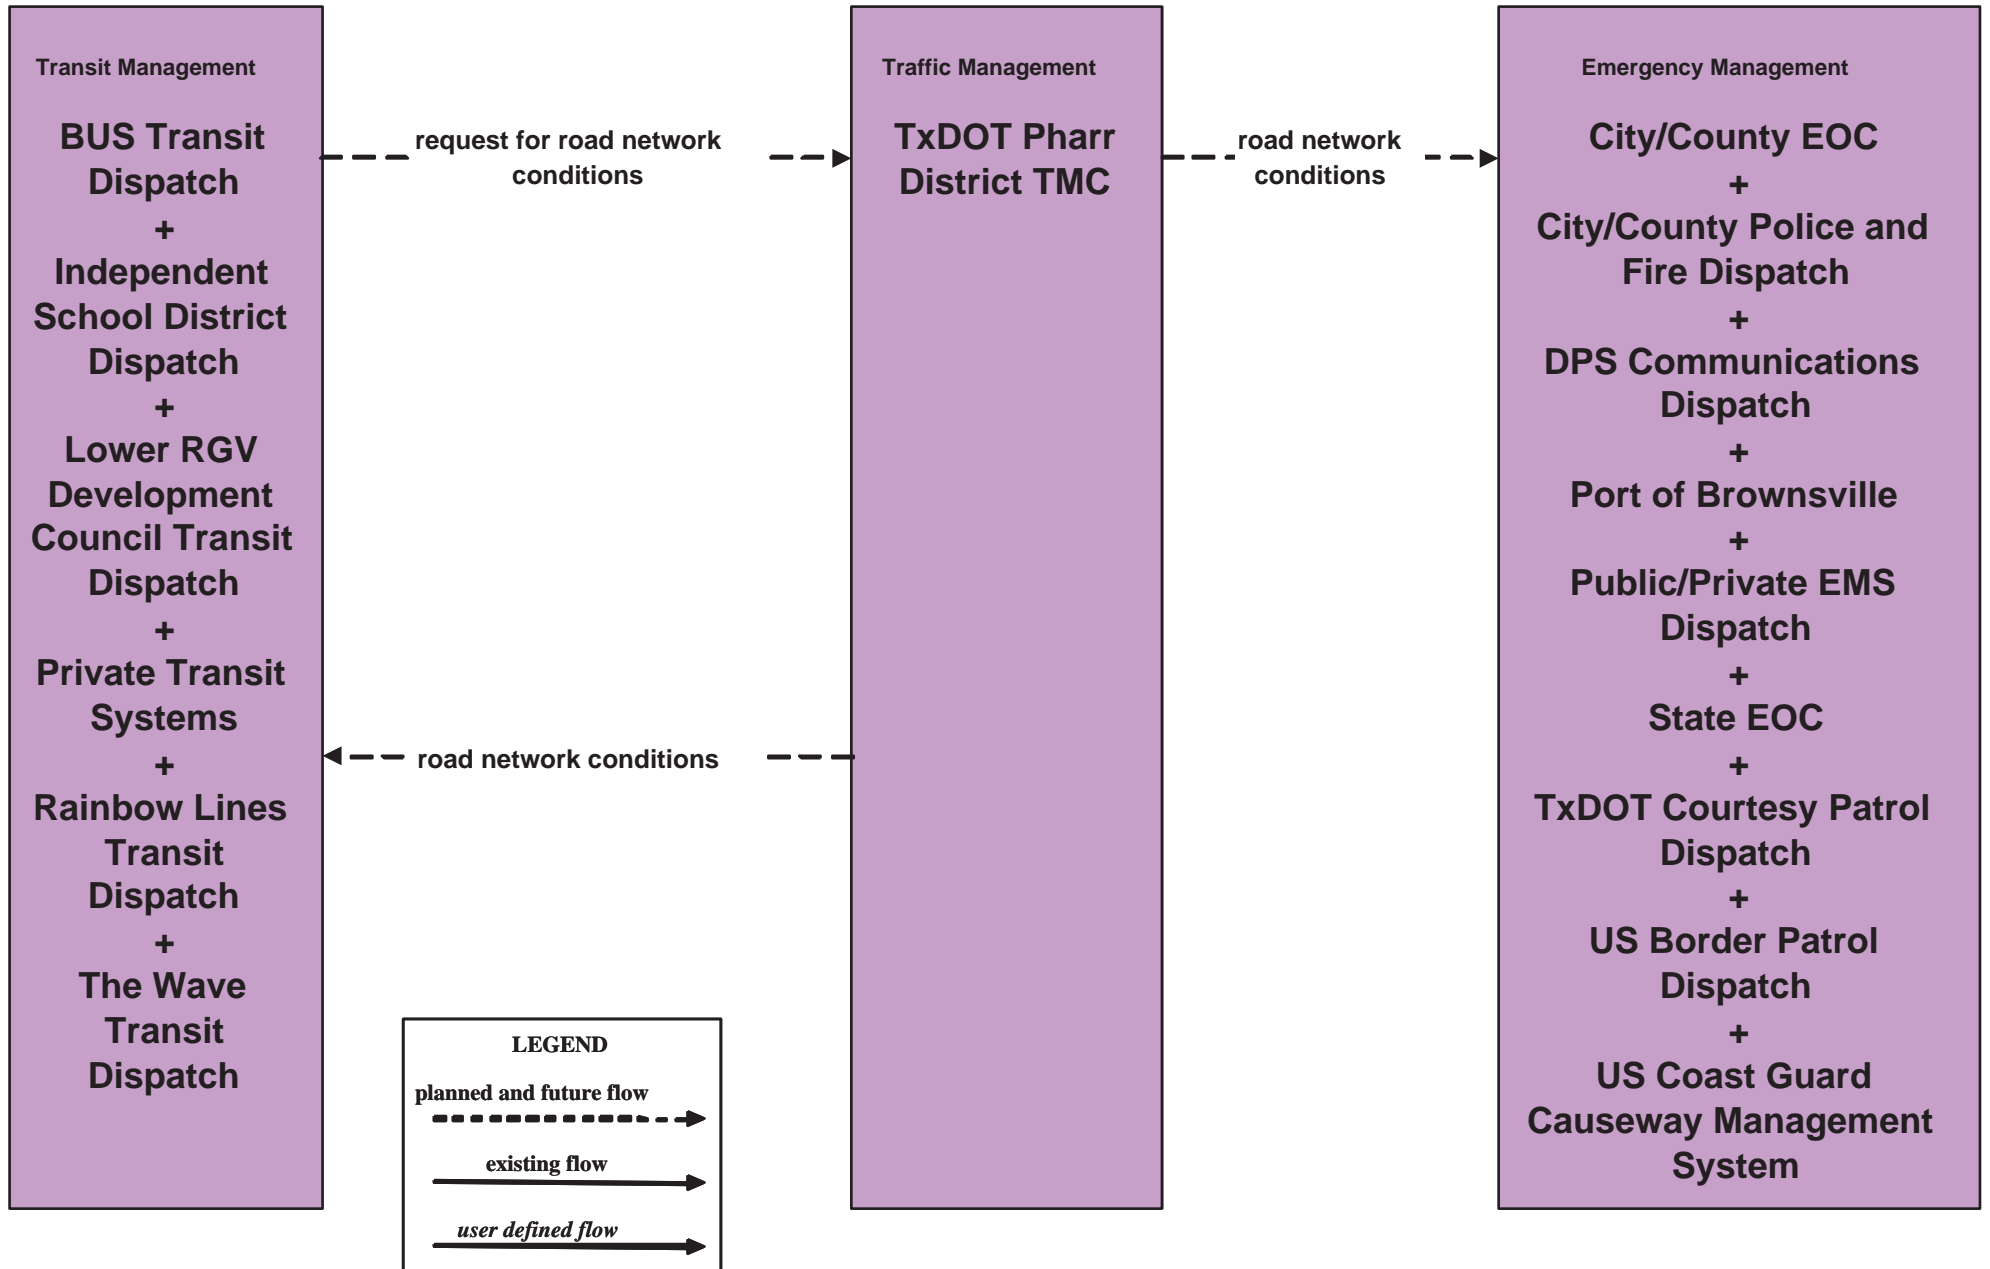 Transit Management
BUS Transit
Dispatch
+
Independent
School District
Dispatch
+
Lower RGV
Development
Council Transit
Dispatch
+
Private Transit
Systems
+
Rainbow Lines
Transit
Dispatch
+
The Wave
Transit
Dispatch
request for road network
conditions
road network conditions
Traffic Management
TxDOT Pharr
District TMC
road network
conditions
Emergency Management
City/County EOC
+
City/County Police and
Fire Dispatch
+
DPS Communications
Dispatch
+
Port of Brownsville
+
Public/Private EMS
Dispatch
+
State EOC
+
TxDOT Courtesy Patrol
Dispatch
+
US Border Patrol
Dispatch
+
US Coast Guard
Causeway Management
System
LEGEND
planned and future flow
existing flow
user defined flow